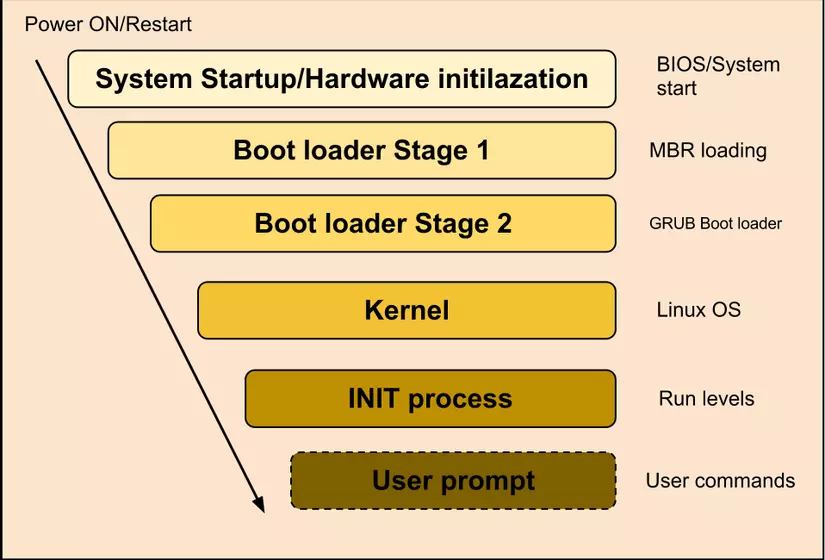 Power ON/Restart
System Startup/Hardware initilazation
BIOS/System
start
Boot loader Stage 1
MBR loading
Boot loader Stage 2
GRUB Boot loader
Kernel
Linux OS
INIT process
Run levels
User prompt
User commands